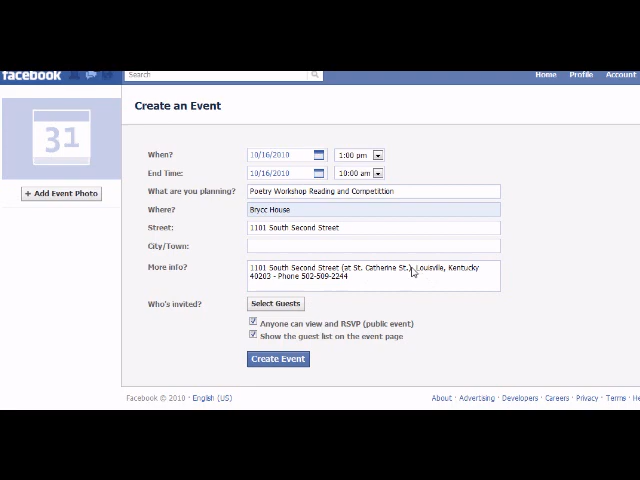 facebook Search Home Profile Account
Create an Event
31
+ Add Event Photo
When? 10/16/2010 1:00 pm
End Time: 10/16/2010 10:00 am
What are you planning? Poetry Workshop Reading and Competition
Where? Brycc House
Street: 1101 South Second Street
City/Town:
More info? 1101 South Second Street (at St. Catherine St.), Louisville, Kentucky
40203 - Phone 502-509-2244
Who's invited? Select Guests
Anyone can view and RSVP (public event)
Show the guest list on the event page
Create Event
Facebook © 2010 · English (US) About · Advertising · Developers · Careers · Privacy · Terms · He